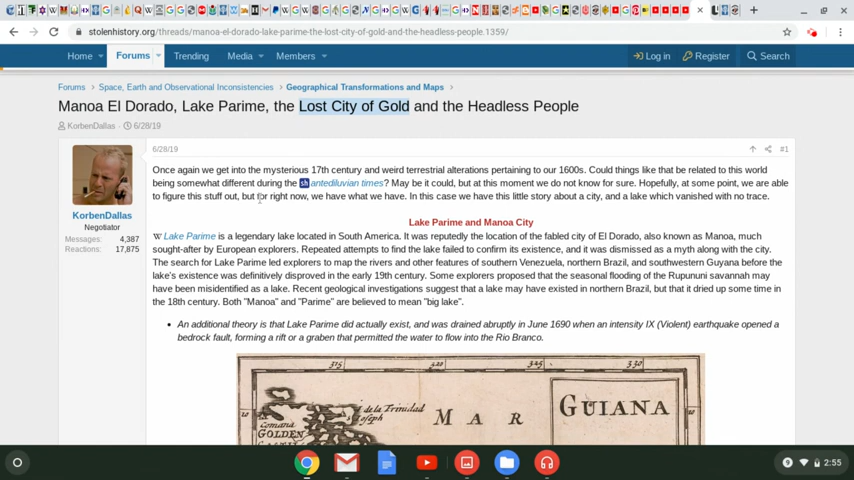 stolenhistory.org/threads/manoa-el-dorado-lake-parime-the-lost-city-of-gold-and-the-headless-people.1359/
Home Forums Trending Media Members Log in Register Search
Forums Space, Earth and Observational Inconsistencies Geographical Transformations and Maps
Manoa El Dorado, Lake Parime, the Lost City of Gold and the Headless People
KorbenDallas 6/28/19
6/28/19 #1
KorbenDallas
Negotiator
Messages: 4,387
Reactions: 17,875
Once again we get into the mysterious 17th century and weird terrestrial alterations pertaining to our 1600s. Could things like that be related to this world
being somewhat different during the sh antediluvian times? May be it could, but at this moment we do not know for sure. Hopefully, at some point, we are able
to figure this stuff out, but for right now, we have what we have. In this case we have this little story about a city, and a lake which vanished with no trace.
Lake Parime and Manoa City
W Lake Parime is a legendary lake located in South America. It was reputedly the location of the fabled city of El Dorado, also known as Manoa, much
sought-after by European explorers. Repeated attempts to find the lake failed to confirm its existence, and it was dismissed as a myth along with the city.
The search for Lake Parime led explorers to map the rivers and other features of southern Venezuela, northern Brazil, and southwestern Guyana before the
lake's existence was definitively disproved in the early 19th century. Some explorers proposed that the seasonal flooding of the Rupununi savannah may
have been misidentified as a lake. Recent geological investigations suggest that a lake may have existed in northern Brazil, but that it dried up some time in
the 18th century. Both "Manoa" and "Parime" are believed to mean "big lake".
• An additional theory is that Lake Parime did actually exist, and was drained abruptly in June 1690 when an intensity IX (Violent) earthquake opened a
bedrock fault, forming a rift or a graben that permitted the water to flow into the Rio Branco.
315 320 325 330
de la Trinidad
Joseph
MAR
GUIANA
10
Comana
GOLDEN
2:55